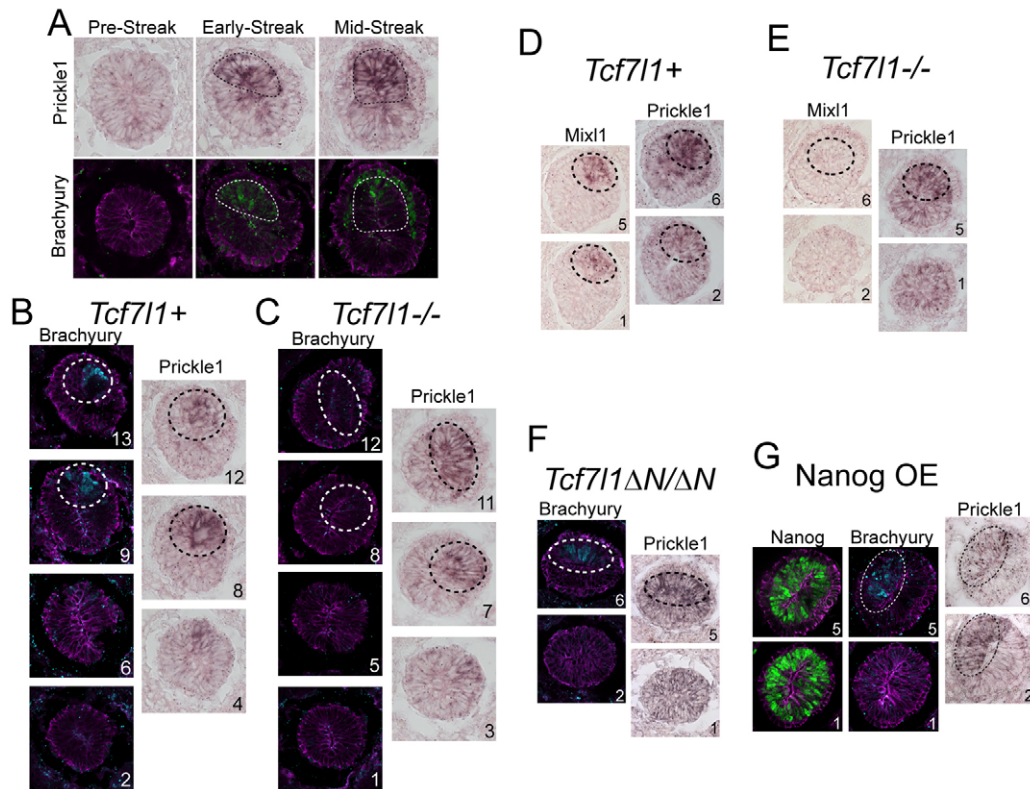 A
Pre-Streak Early-Streak Mid-Streak
Prickle1
Brachyury
B
Tcf7l1+
Brachyury
Prickle1
13
12
9
8
6
4
2
C
Tcf7l1-/-
Brachyury
Prickle1
12
11
8
7
5
3
1
D
Tcf7l1+
Mixl1
Prickle1
5
6
1
2
E
Tcf7l1-/-
Mixl1
Prickle1
6
5
2
1
F
Tcf7l1ΔN/ΔN
Brachyury
Prickle1
6
5
2
1
G
Nanog OE
Nanog Brachyury Prickle1
5 5 6
1 1 2